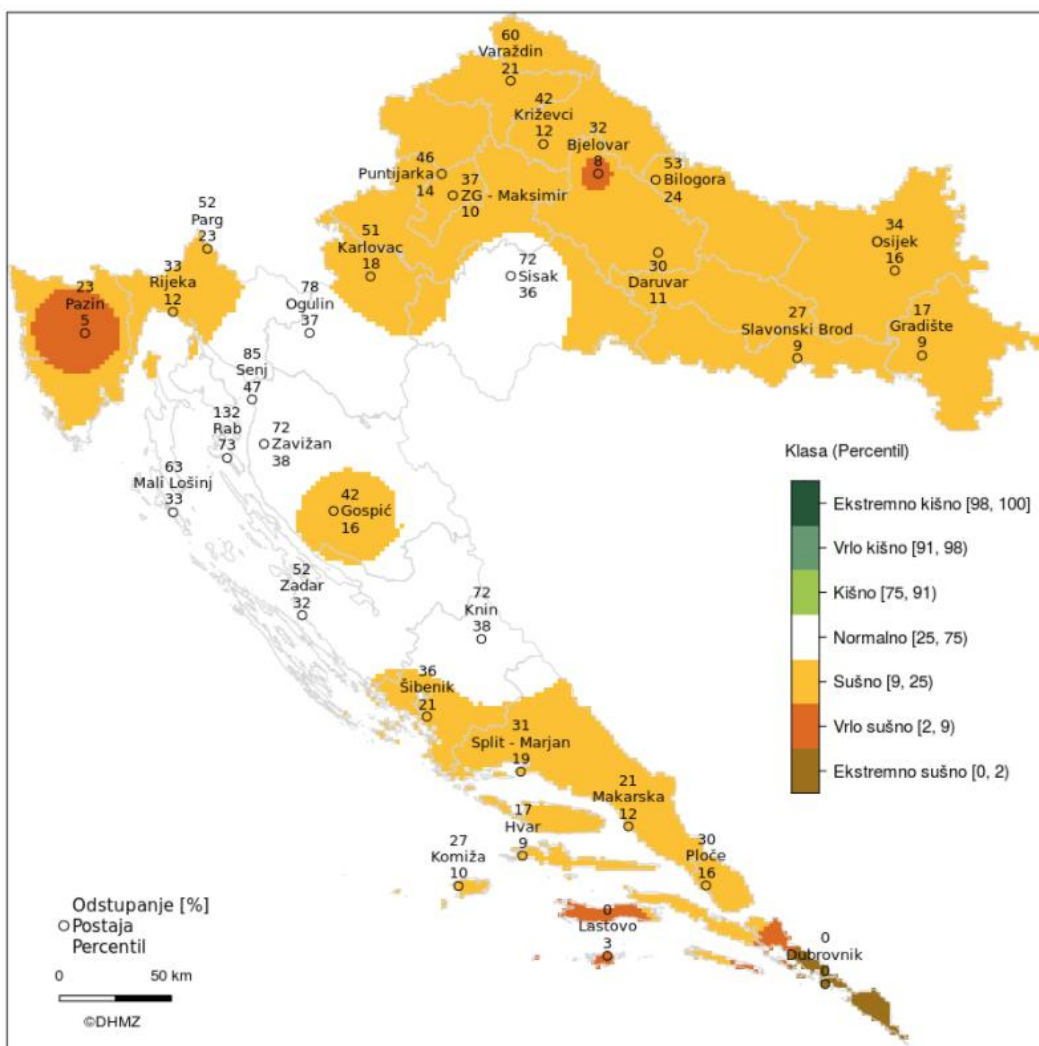 60
Varaždin
21
42
Križevci
12
32
Bjelovar
8
46
Puntijarka
14
37
ZG - Maksimir
10
53
Bilogora
24
52
Parg
23
51
Karlovac
18
72
Sisak
36
30
Daruvar
11
34
Osijek
16
33
Rijeka
12
23
Pazin
5
78
Ogulin
37
27
Slavonski Brod
9
17
Gradište
9
85
Senj
47
132
Rab
73
72
Zavižan
38
63
Mali Lošinj
33
42
Gospić
16
52
Zadar
32
72
Knin
38
36
Šibenik
21
31
Split - Marjan
19
21
Makarska
12
17
Hvar
9
27
Komiža
10
30
Ploče
16
0
Lastovo
3
0
Dubrovnik
0
Klasa (Percentil)
Ekstremno kišno [98, 100]
Vrlo kišno [91, 98)
Kišno [75, 91)
Normalno [25, 75)
Sušno [9, 25)
Vrlo sušno [2, 9)
Ekstremno sušno [0, 2)
Odstupanje [%]
Postaja
Percentil
0 50 km
©DHMZ